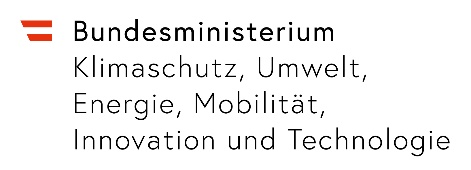 Bundesministerium
Klimaschutz, Umwelt,
Energie, Mobilität,
Innovation und Technologie